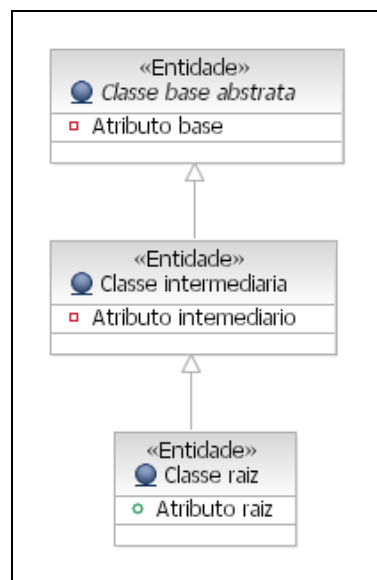 «Entidade»
Classe base abstrata
Atributo base
«Entidade»
Classe intermediaria
Atributo intemediario
«Entidade»
Classe raiz
Atributo raiz